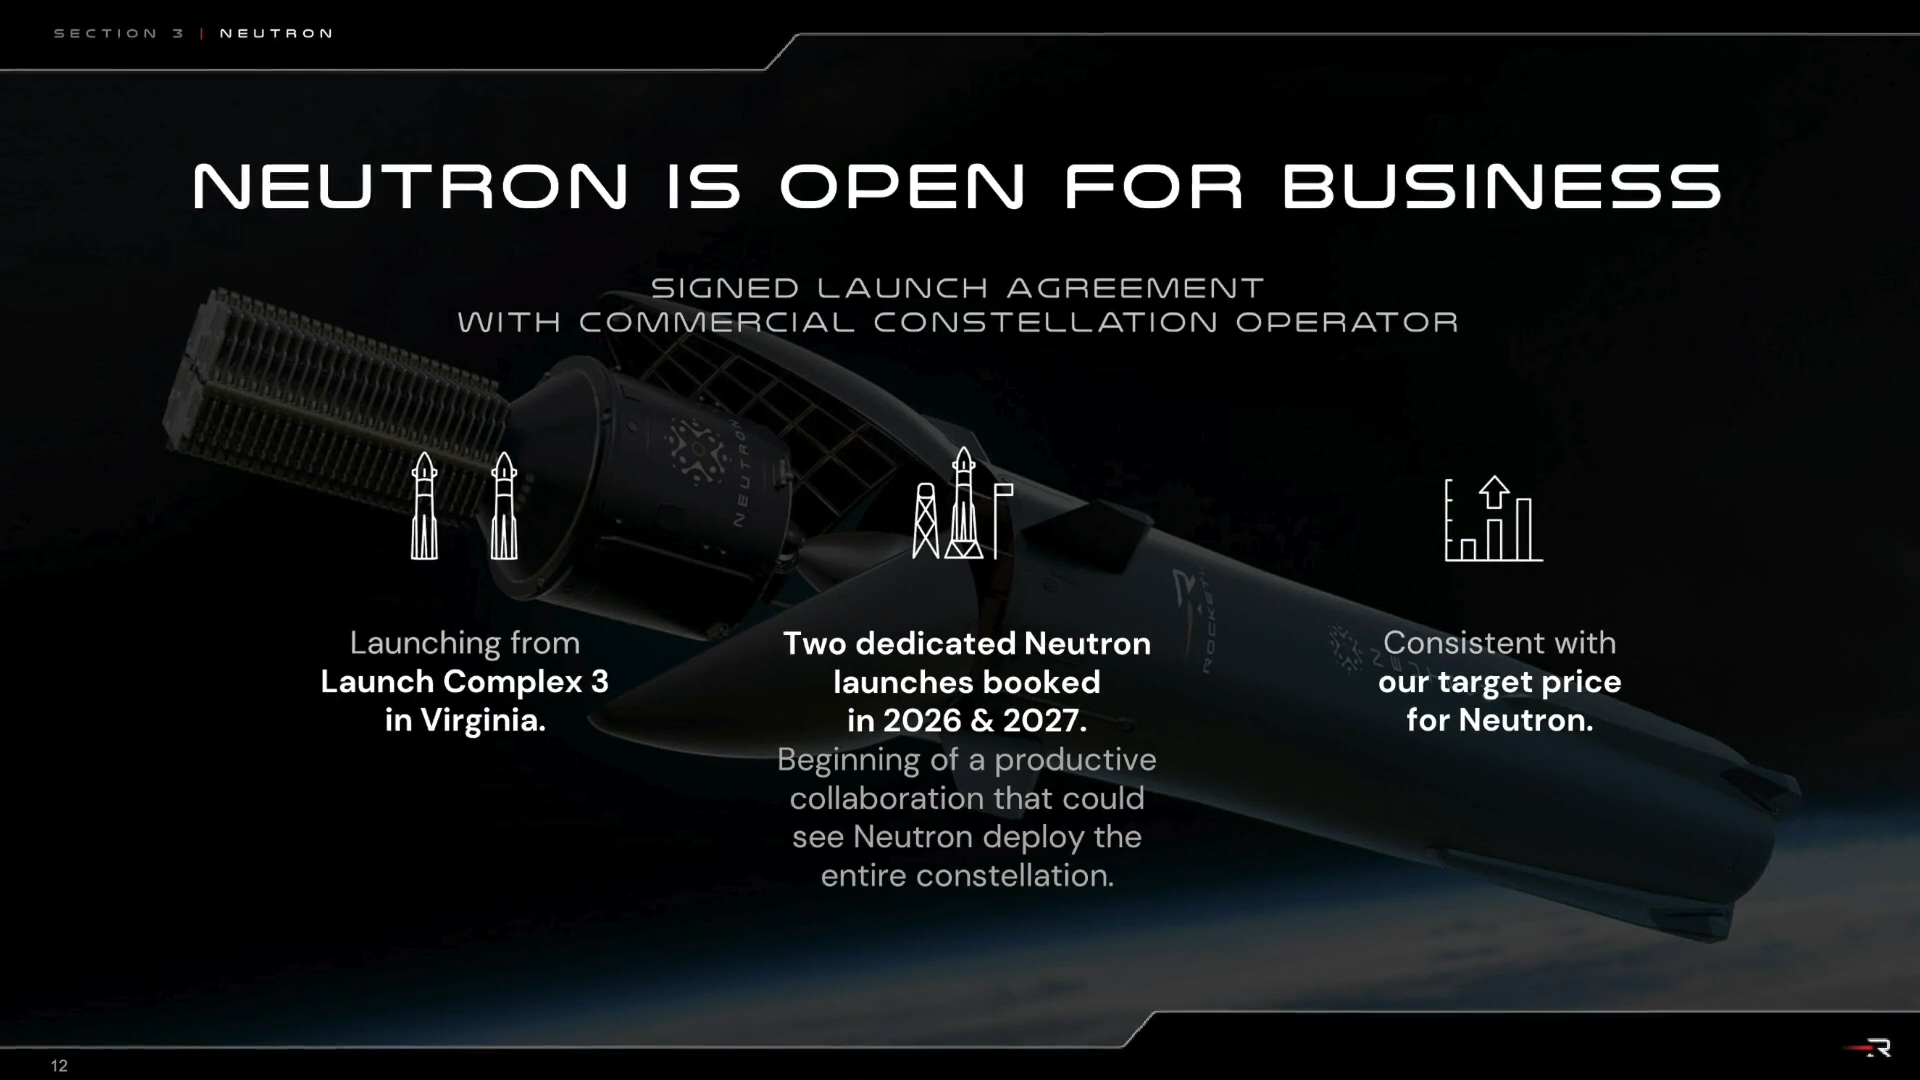 SECTION 3 | NEUTRON
NEUTRON IS OPEN FOR BUSINESS
SIGNED LAUNCH AGREEMENT
WITH COMMERCIAL CONSTELLATION OPERATOR
NEUTRON
ROCKETL
Launching from
Launch Complex 3
in Virginia.
Two dedicated Neutron
launches booked
in 2026 & 2027.
Beginning of a productive
collaboration that could
see Neutron deploy the
entire constellation.
Consistent with
our target price
for Neutron.
12